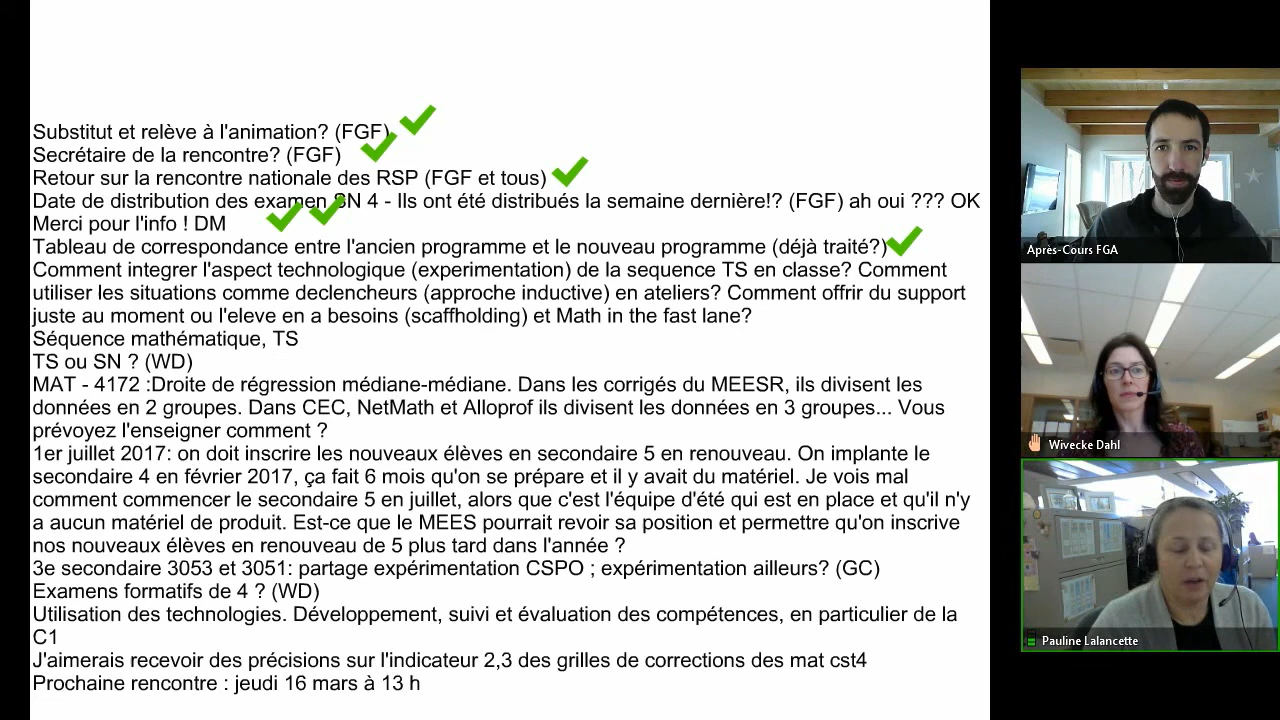 Substitut et relève à l'animation? (FGF)
Secrétaire de la rencontre? (FGF)
Retour sur la rencontre nationale des RSP (FGF et tous)
Date de distribution des examen SN 4 - Ils ont été distribués la semaine dernière!? (FGF) ah oui ??? OK
Merci pour l'info ! DM
Tableau de correspondance entre l'ancien programme et le nouveau programme (déjà traité?)
Comment integrer l'aspect technologique (experimentation) de la sequence TS en classe? Comment
utiliser les situations comme declencheurs (approche inductive) en ateliers? Comment offrir du support
juste au moment ou l'eleve en a besoins (scaffholding) et Math in the fast lane?
Séquence mathématique, TS
TS ou SN ? (WD)
MAT - 4172 :Droite de régression médiane-médiane. Dans les corrigés du MEESR, ils divisent les
données en 2 groupes. Dans CEC, NetMath et Alloprof ils divisent les données en 3 groupes... Vous
prévoyez l'enseigner comment ?
1er juillet 2017: on doit inscrire les nouveaux élèves en secondaire 5 en renouveau. On implante le
secondaire 4 en février 2017, ça fait 6 mois qu'on se prépare et il y avait du matériel. Je vois mal
comment commencer le secondaire 5 en juillet, alors que c'est l'équipe d'été qui est en place et qu'il n'y
a aucun matériel de produit. Est-ce que le MEES pourrait revoir sa position et permettre qu'on inscrive
nos nouveaux élèves en renouveau de 5 plus tard dans l'année ?
3e secondaire 3053 et 3051: partage expérimentation CSPO ; expérimentation ailleurs? (GC)
Examens formatifs de 4 ? (WD)
Utilisation des technologies. Développement, suivi et évaluation des compétences, en particulier de la
C1
J'aimerais recevoir des précisions sur l'indicateur 2,3 des grilles de corrections des mat cst4
Prochaine rencontre : jeudi 16 mars à 13 h
Après-Cours FGA
Wivecke Dahl
Pauline Lalancette